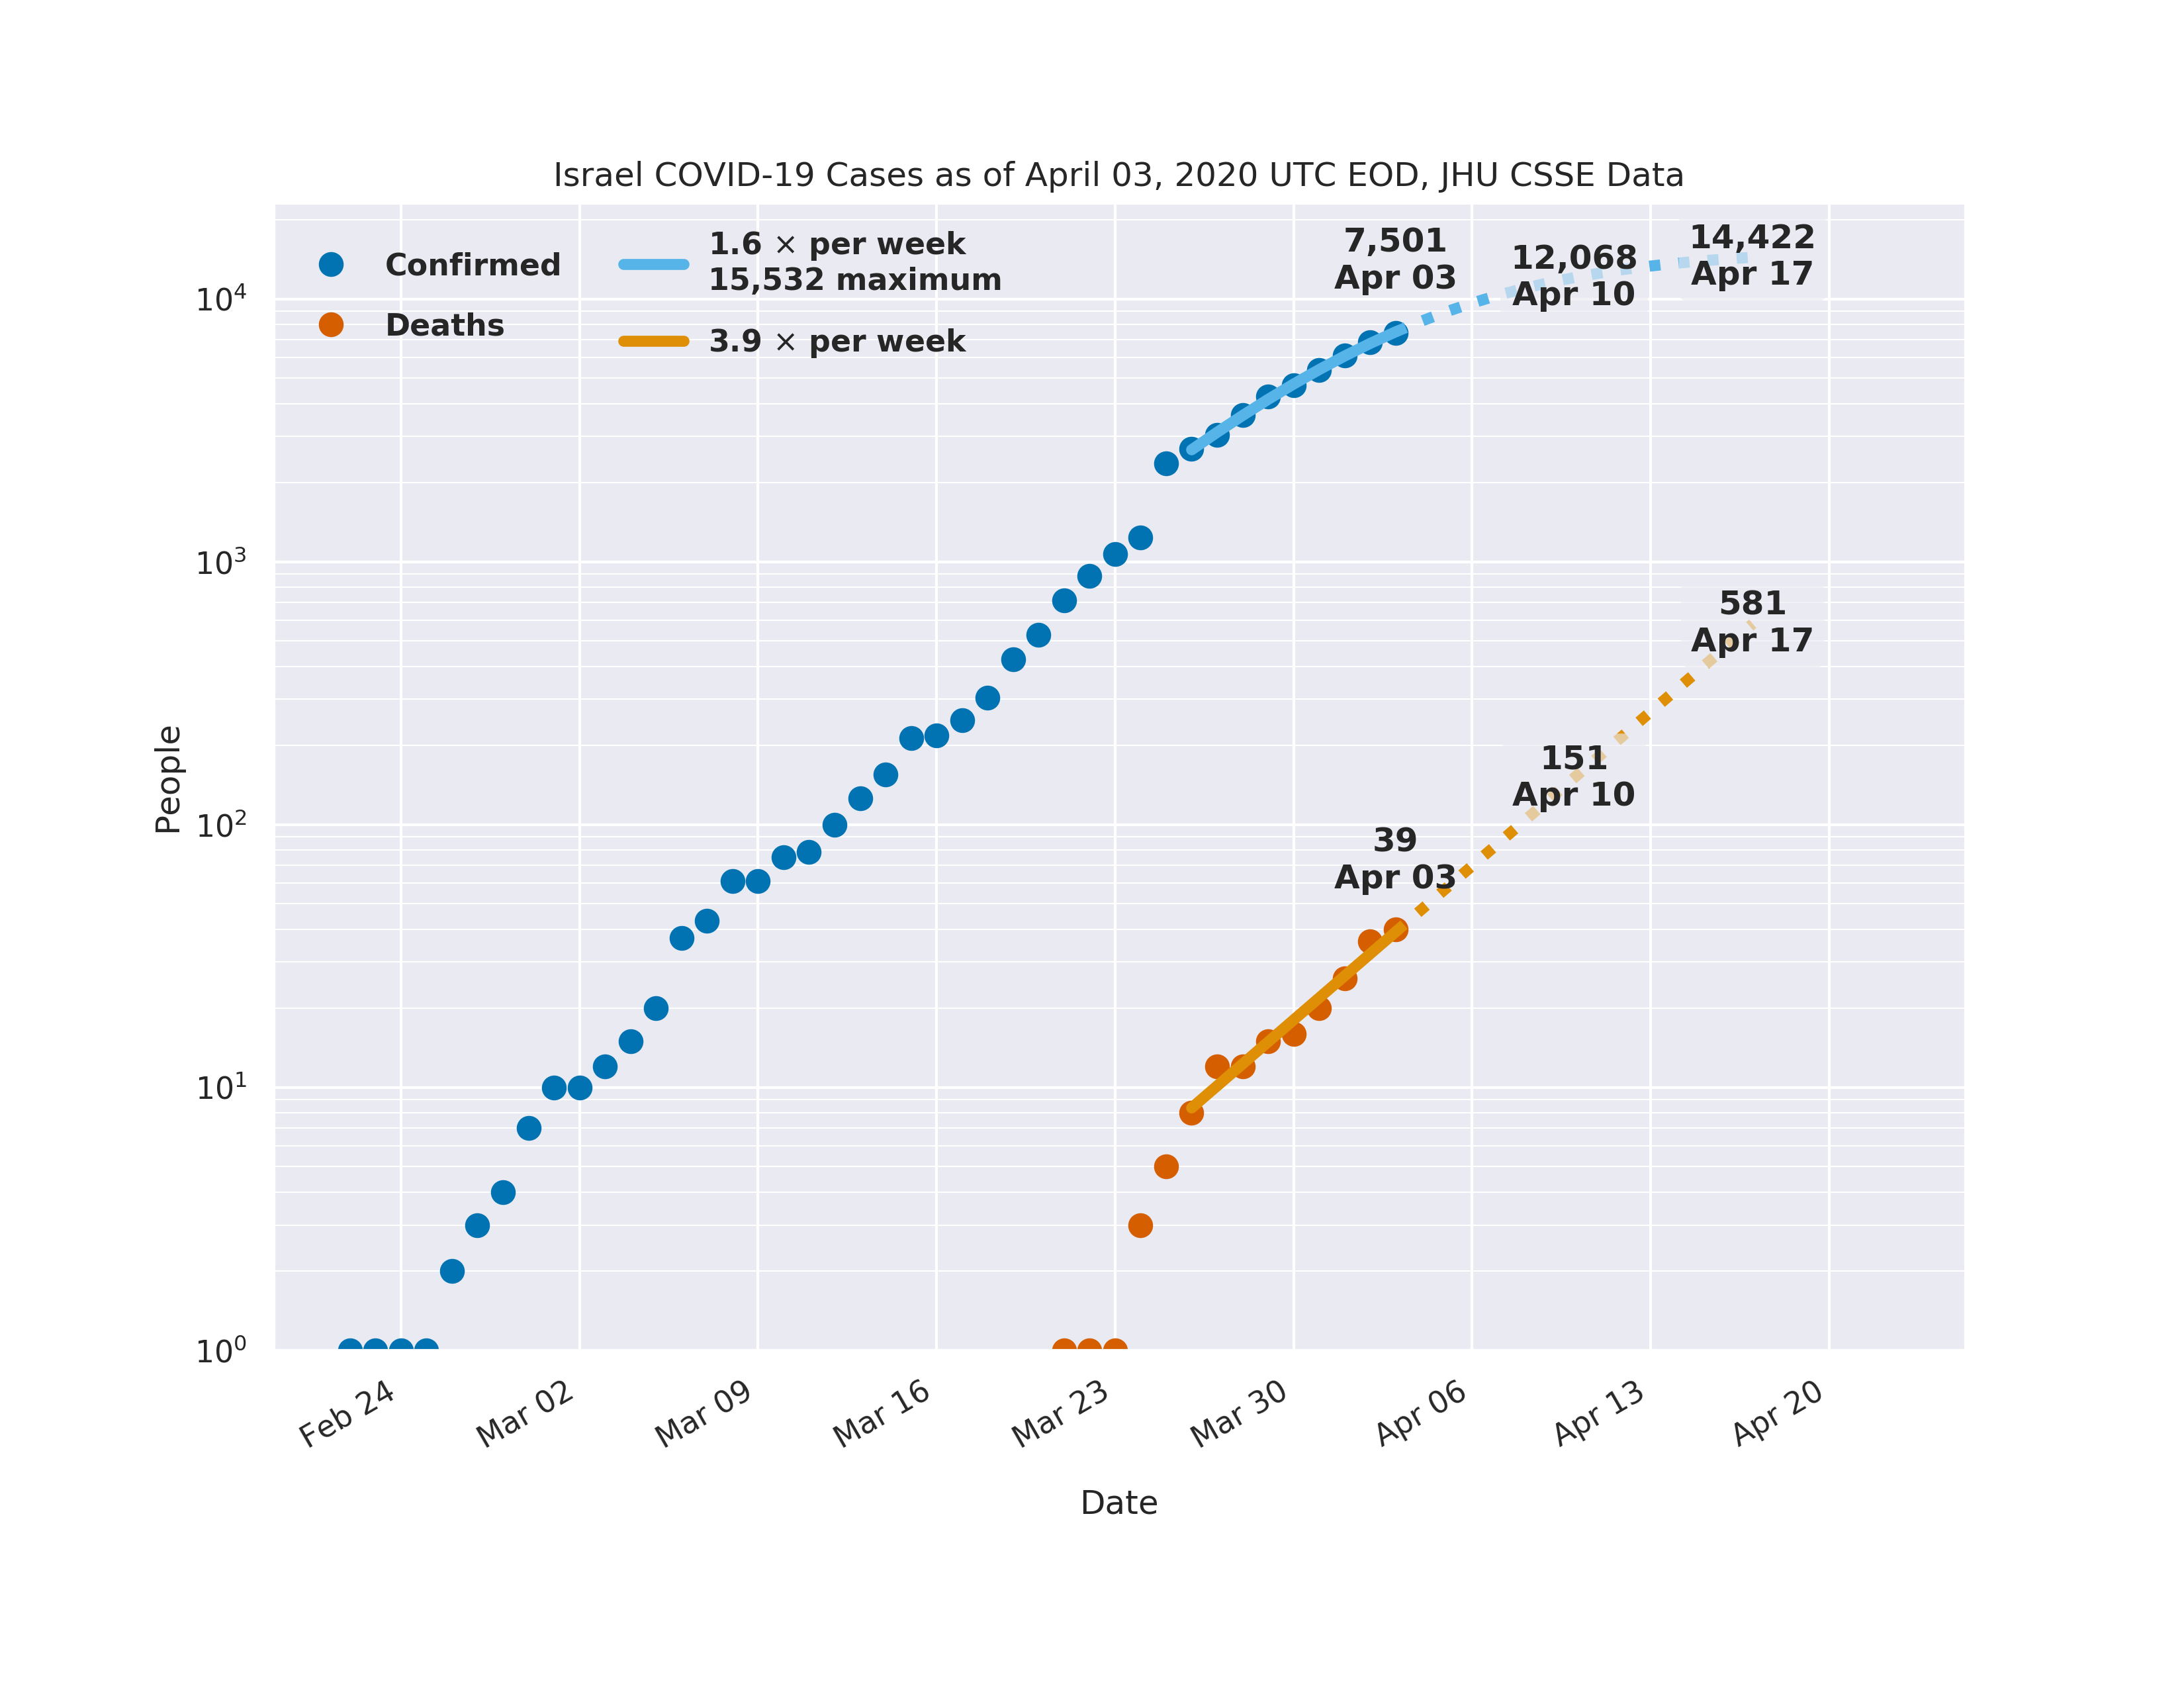 Israel COVID-19 Cases as of April 03, 2020 UTC EOD, JHU CSSE Data
Confirmed
Deaths
1.6 × per week
15,532 maximum
3.9 × per week
7,501
Apr 03
12,068
Apr 10
14,422
Apr 17
581
Apr 17
151
Apr 10
39
Apr 03
People
10⁴
10³
10²
10¹
10⁰
Feb 24
Mar 02
Mar 09
Mar 16
Mar 23
Mar 30
Apr 06
Apr 13
Apr 20
Date